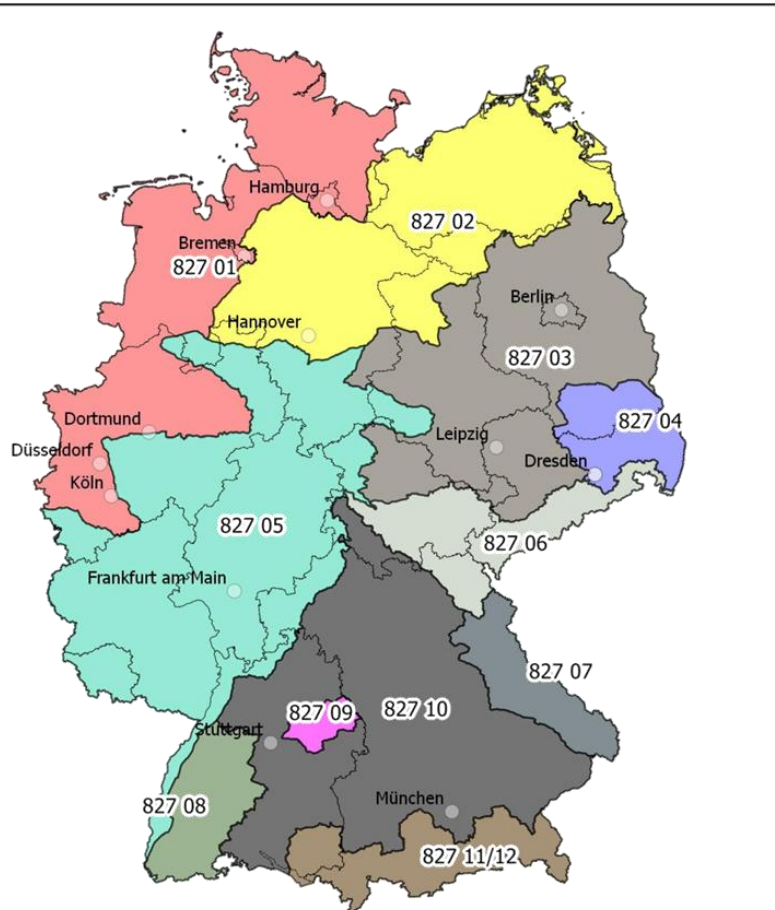 Hamburg
827 02
Bremen
827 01
Berlin
Hannover
827 03
Dortmund
827 04
Leipzig
Düsseldorf
Dresden
Köln
827 05
827 06
Frankfurt am Main
827 07
827 09
827 10
Stuttgart
München
827 08
827 11/12